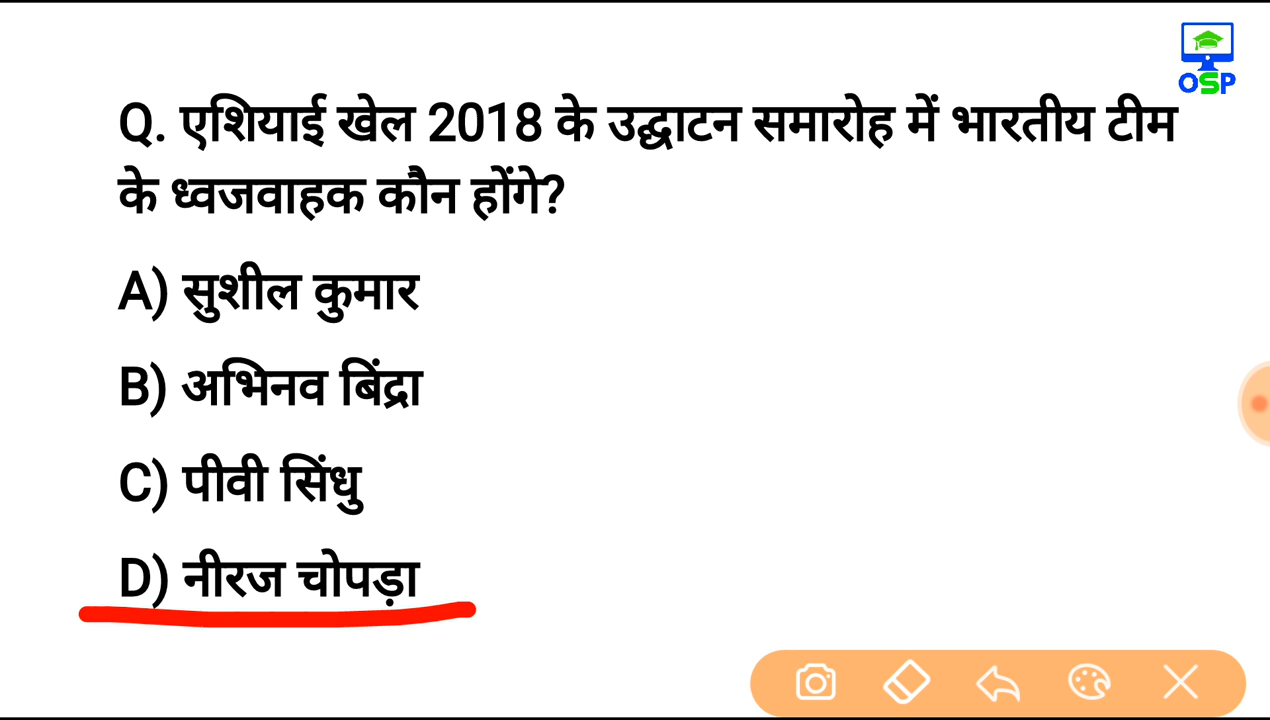 OSP
Q. एशियाई खेल 2018 के उद्घाटन समारोह में भारतीय टीम
के ध्वजवाहक कौन होंगे?
A) सुशील कुमार
B) अभिनव बिंद्रा
C) पीवी सिंधु
D) नीरज चोपड़ा